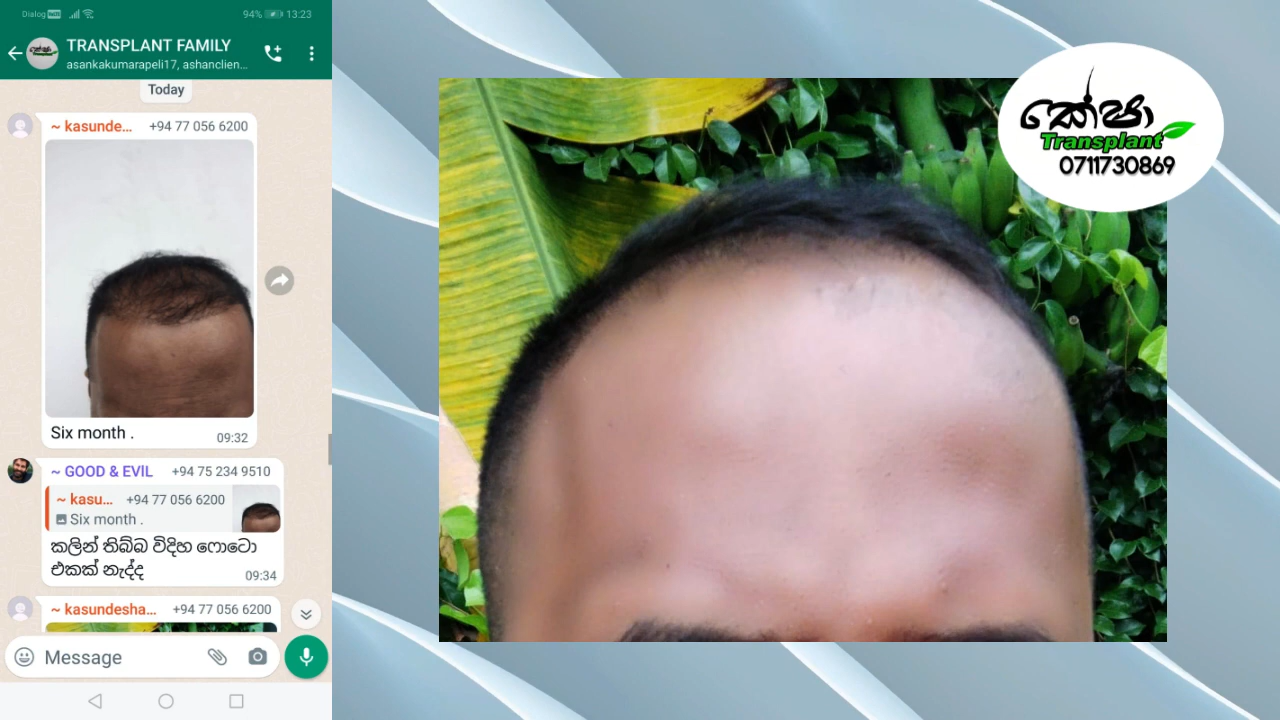 Dialog 94% 13:23
TRANSPLANT FAMILY
asankakumarapeli17, ashanclien...
Today
~ kasunde... +94 77 056 6200
Six month .
09:32
~ GOOD & EVIL +94 75 234 9510
~ kasu... +94 77 056 6200
Six month .
කලින් තිබ්බ විදිහ ෆොටො
එකක් නැද්ද
09:34
~ kasundesha... +94 77 056 6200
Message
කේෂා
Transplant
0711730869